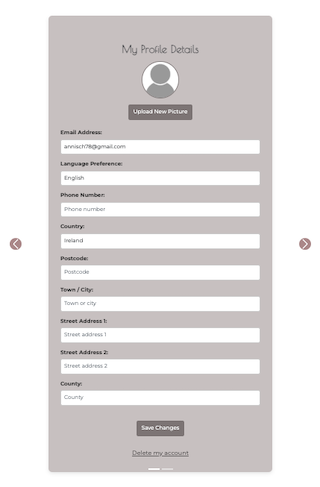 My Profile Details
Upload New Picture
Email Address:
annisch78@gmail.com
Language Preference:
English
Phone Number:
Phone number
Country:
Ireland
Postcode:
Postcode
Town / City:
Town or city
Street Address 1:
Street address 1
Street Address 2:
Street address 2
County:
County
Save Changes
Delete my account